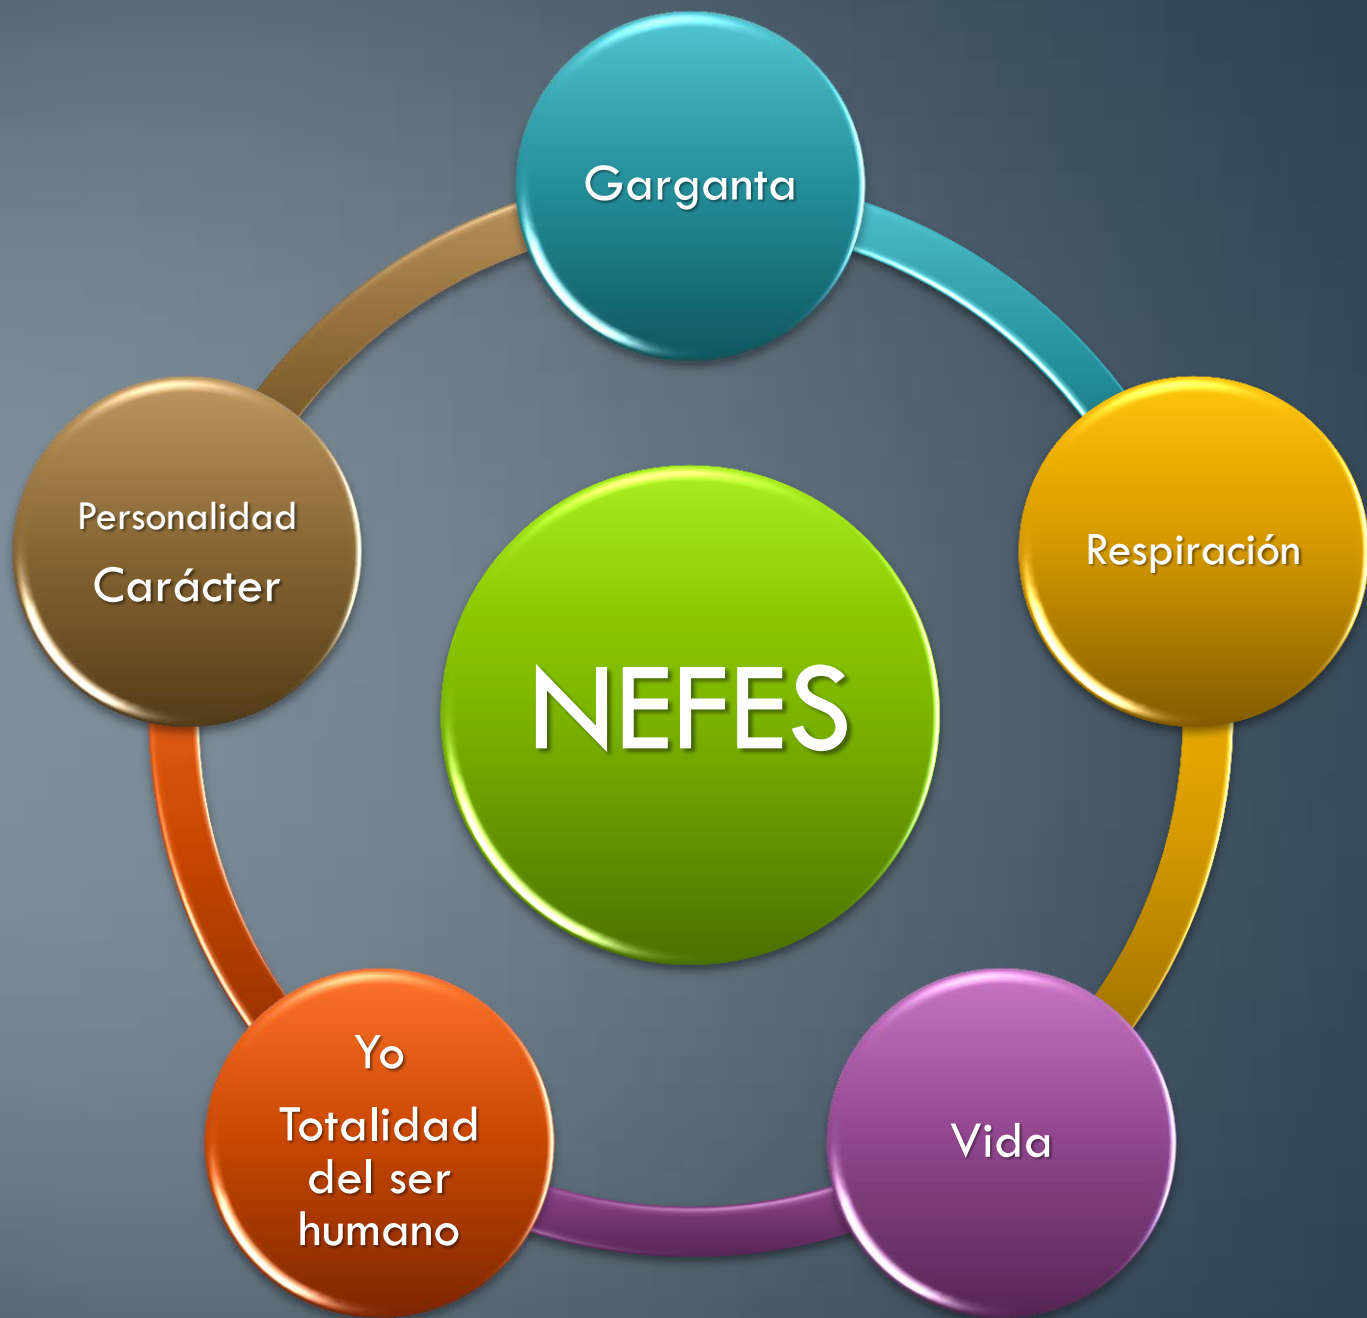 Garganta
Respiración
Vida
Yo
Totalidad
del ser
humano
Personalidad
Carácter
NEFES